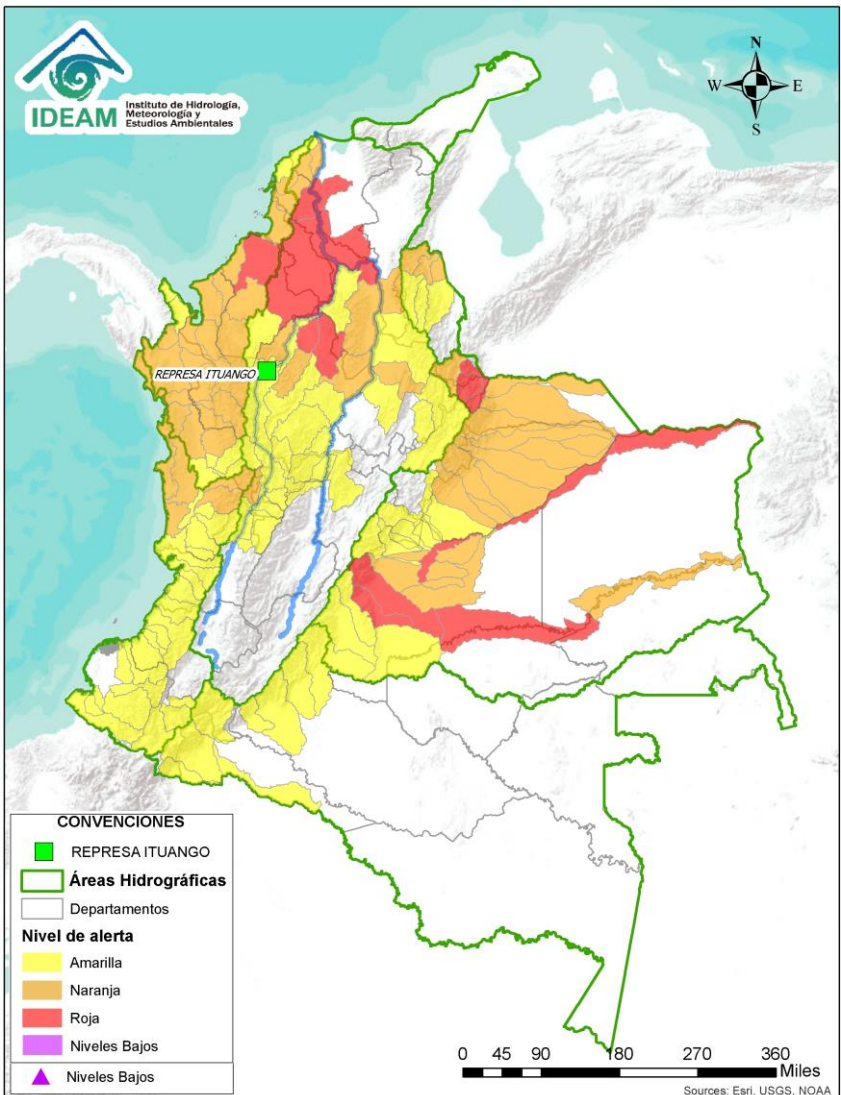 IDEAM
Instituto de Hidrología,
Meteorología y
Estudios Ambientales
N
W
E
S
REPRESA ITUANGO
CONVENCIONES
REPRESA ITUANGO
Áreas Hidrográficas
Departamentos
Nivel de alerta
Amarilla
Naranja
Roja
Niveles Bajos
Niveles Bajos
0 45 90 180 270 360
Miles
Sources: Esri, USGS, NOAA